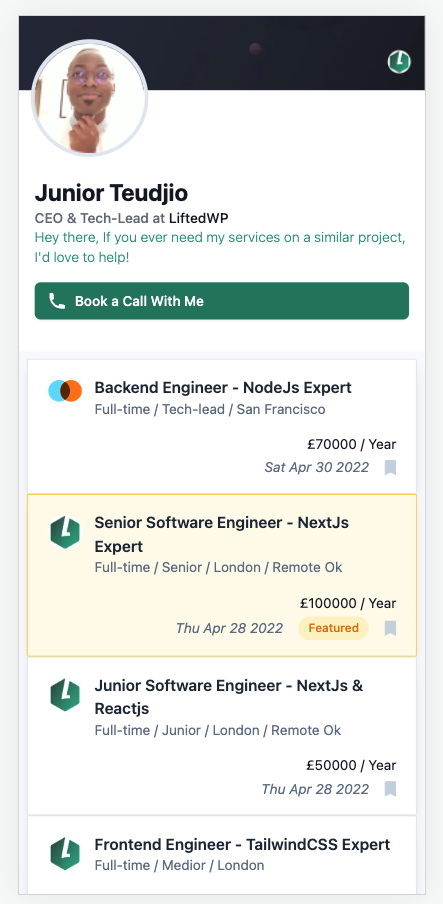 Junior Teudjio
CEO & Tech-Lead at LiftedWP
Hey there, If you ever need my services on a similar project,
I'd love to help!
Book a Call With Me
Backend Engineer - NodeJs Expert
Full-time / Tech-lead / San Francisco
£70000 / Year
Sat Apr 30 2022
Senior Software Engineer - NextJs
Expert
Full-time / Senior / London / Remote Ok
£100000 / Year
Thu Apr 28 2022 Featured
Junior Software Engineer - NextJs &
Reactjs
Full-time / Junior / London / Remote Ok
£50000 / Year
Thu Apr 28 2022
Frontend Engineer - TailwindCSS Expert
Full-time / Medior / London